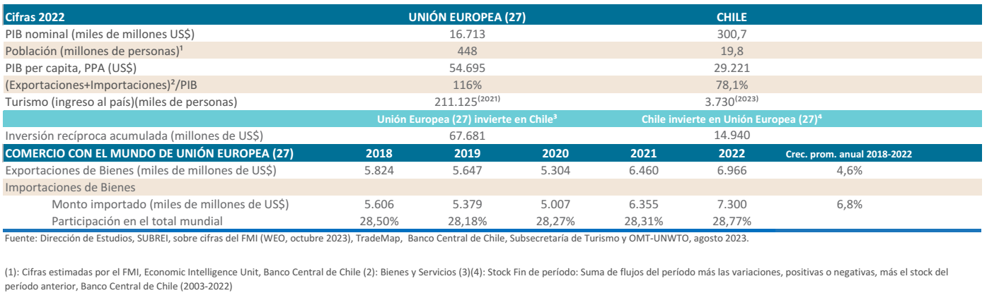 Cifras 2022 UNIÓN EUROPEA (27) CHILE
PIB nominal (miles de millones US$) 16.713 300,7
Población (millones de personas)¹ 448 19,8
PIB per capita, PPA (US$) 54.695 29.221
(Exportaciones+Importaciones)²/PIB 116% 78,1%
Turismo (ingreso al país)(miles de personas) 211.125⁽²⁰²¹⁾ 3.730⁽²⁰²³⁾
Unión Europea (27) invierte en Chile³ Chile invierte en Unión Europea (27)⁴
Inversión recíproca acumulada (millones de US$) 67.681 14.940
COMERCIO CON EL MUNDO DE UNIÓN EUROPEA (27) 2018 2019 2020 2021 2022 Crec. prom. anual 2018-2022
Exportaciones de Bienes (miles de millones de US$) 5.824 5.647 5.304 6.460 6.966 4,6%
Importaciones de Bienes
Monto importado (miles de millones de US$) 5.606 5.379 5.007 6.355 7.300 6,8%
Participación en el total mundial 28,50% 28,18% 28,27% 28,31% 28,77%
Fuente: Dirección de Estudios, SUBREI, sobre cifras del FMI (WEO, octubre 2023), TradeMap, Banco Central de Chile, Subsecretaría de Turismo y OMT-UNWTO, agosto 2023.
(1): Cifras estimadas por el FMI, Economic Intelligence Unit, Banco Central de Chile (2): Bienes y Servicios (3)(4): Stock Fin de período: Suma de flujos del período más las variaciones, positivas o negativas, más el stock del
período anterior, Banco Central de Chile (2003-2022)